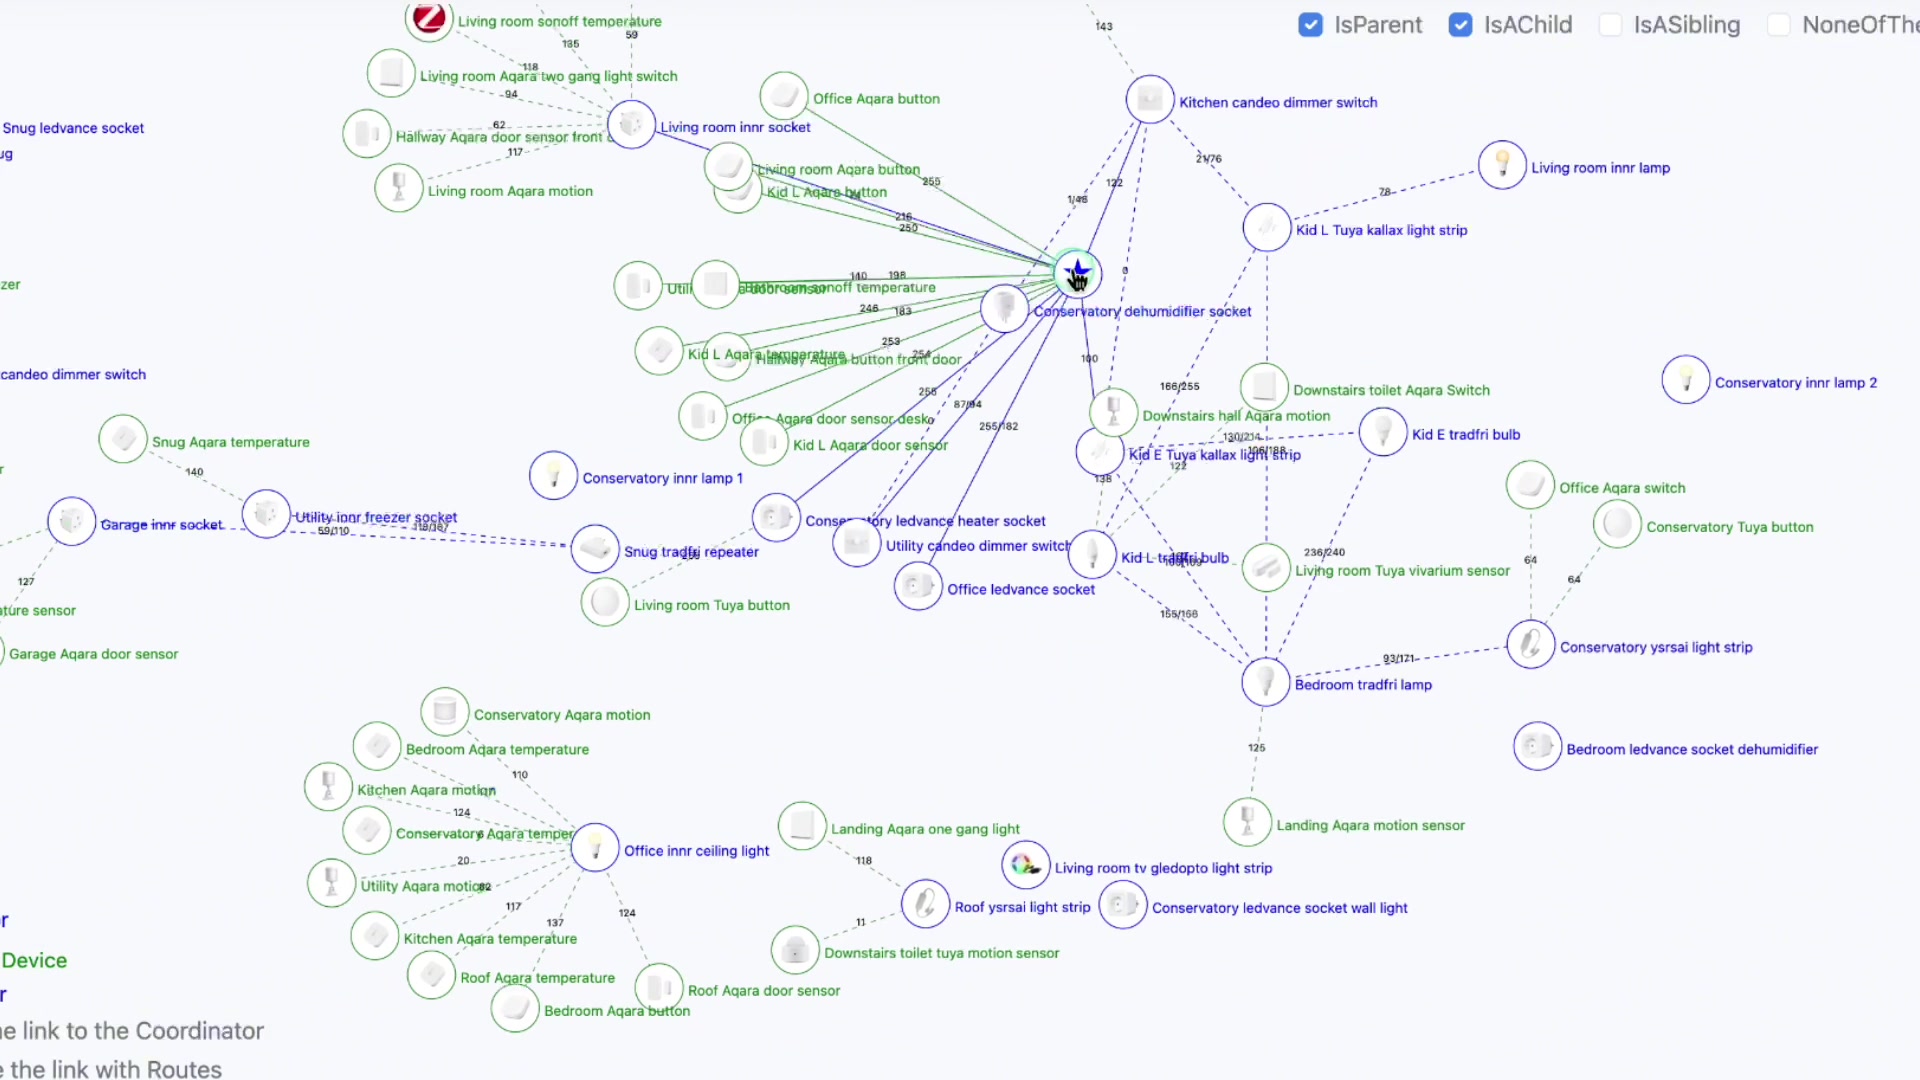 IsParent
IsAChild
IsASibling
NoneOfThe
Living room sonoff temperature
59
135
143
118
Living room Aqara two gang light switch
94
Office Aqara button
Kitchen candeo dimmer switch
Snug ledvance socket
62
Living room innr socket
Hallway Aqara door sensor front
ug
117
21/76
Living room innr lamp
Living room Aqara button
255
122
78
Living room Aqara motion
Kid L Aqara button
1/48
216
250
Kid L Tuya kallax light strip
0
140
198
zer
Bathroom sonoff temperature
door sensor
246
183
Conservatory dehumidifier socket
253
254
Kid L Aqara temperature
Hallway Aqara button front door
100
candeo dimmer switch
166/255
Conservatory innr lamp 2
255
87/94
Downstairs toilet Aqara Switch
Office Aqara door sensor desk
Downstairs hall Aqara motion
255/182
130/214
Kid E tradfri bulb
Snug Aqara temperature
Kid L Aqara door sensor
Kid E Tuya kallax light strip
122
140
Conservatory innr lamp 1
138
Office Aqara switch
Garage innr socket
Utility innr freezer socket
59/110
Conservatory ledvance heater socket
Conservatory Tuya button
Snug tradfri repeater
Utility candeo dimmer switch
Kid L tradfri bulb
236/240
64
64
127
Living room Tuya vivarium sensor
Office ledvance socket
Living room Tuya button
ature sensor
155/166
Garage Aqara door sensor
93/171
Conservatory ysrsai light strip
Bedroom tradfri lamp
Conservatory Aqara motion
125
Bedroom Aqara temperature
Bedroom ledvance socket dehumidifier
110
Kitchen Aqara motion
124
Landing Aqara one gang light
Landing Aqara motion sensor
Conservatory Aqara temper
Office innr ceiling light
20
118
Living room tv gledopto light strip
Utility Aqara motion
82
117
124
Roof ysrsai light strip
Conservatory ledvance socket wall light
137
11
r
Kitchen Aqara temperature
Downstairs toilet tuya motion sensor
Device
Roof Aqara temperature
Roof Aqara door sensor
r
Bedroom Aqara button
e link to the Coordinator
e the link with Routes